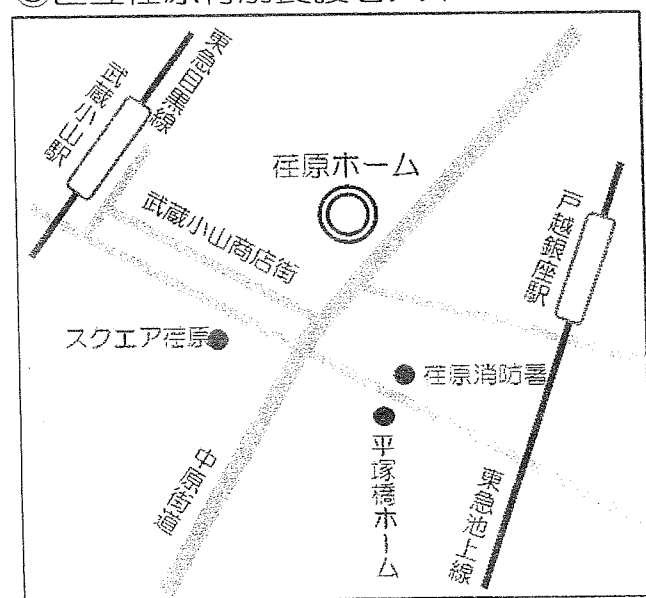 東急目黒線
武蔵小山駅
荏原ホーム
武蔵小山商店街
戸越銀座駅
スクエア荏原
荏原消防署
平塚橋ホーム
中原街道
東急池上線